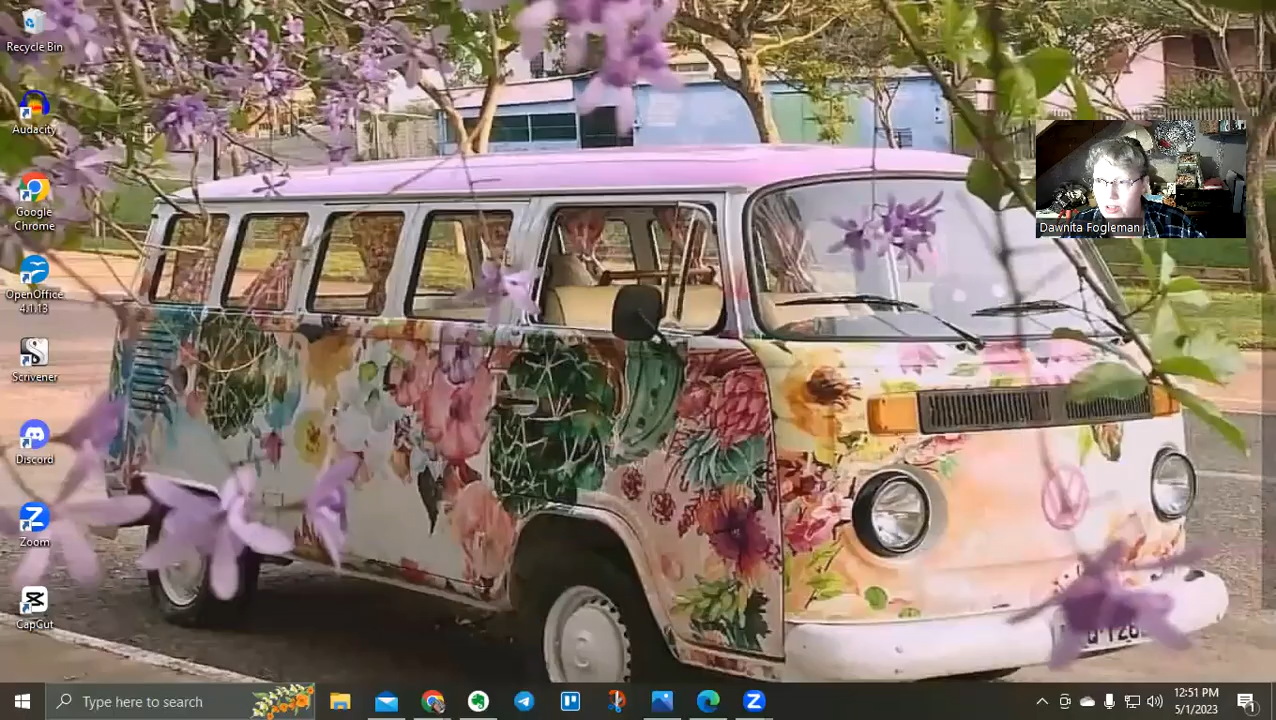 Recycle Bin
Audacity
Google
Chrome
OpenOffice
4.1.13
Scrivener
Discord
Zoom
CapCut
Dawnita Fogleman
Type here to search
12:51 PM
5/1/2023
1